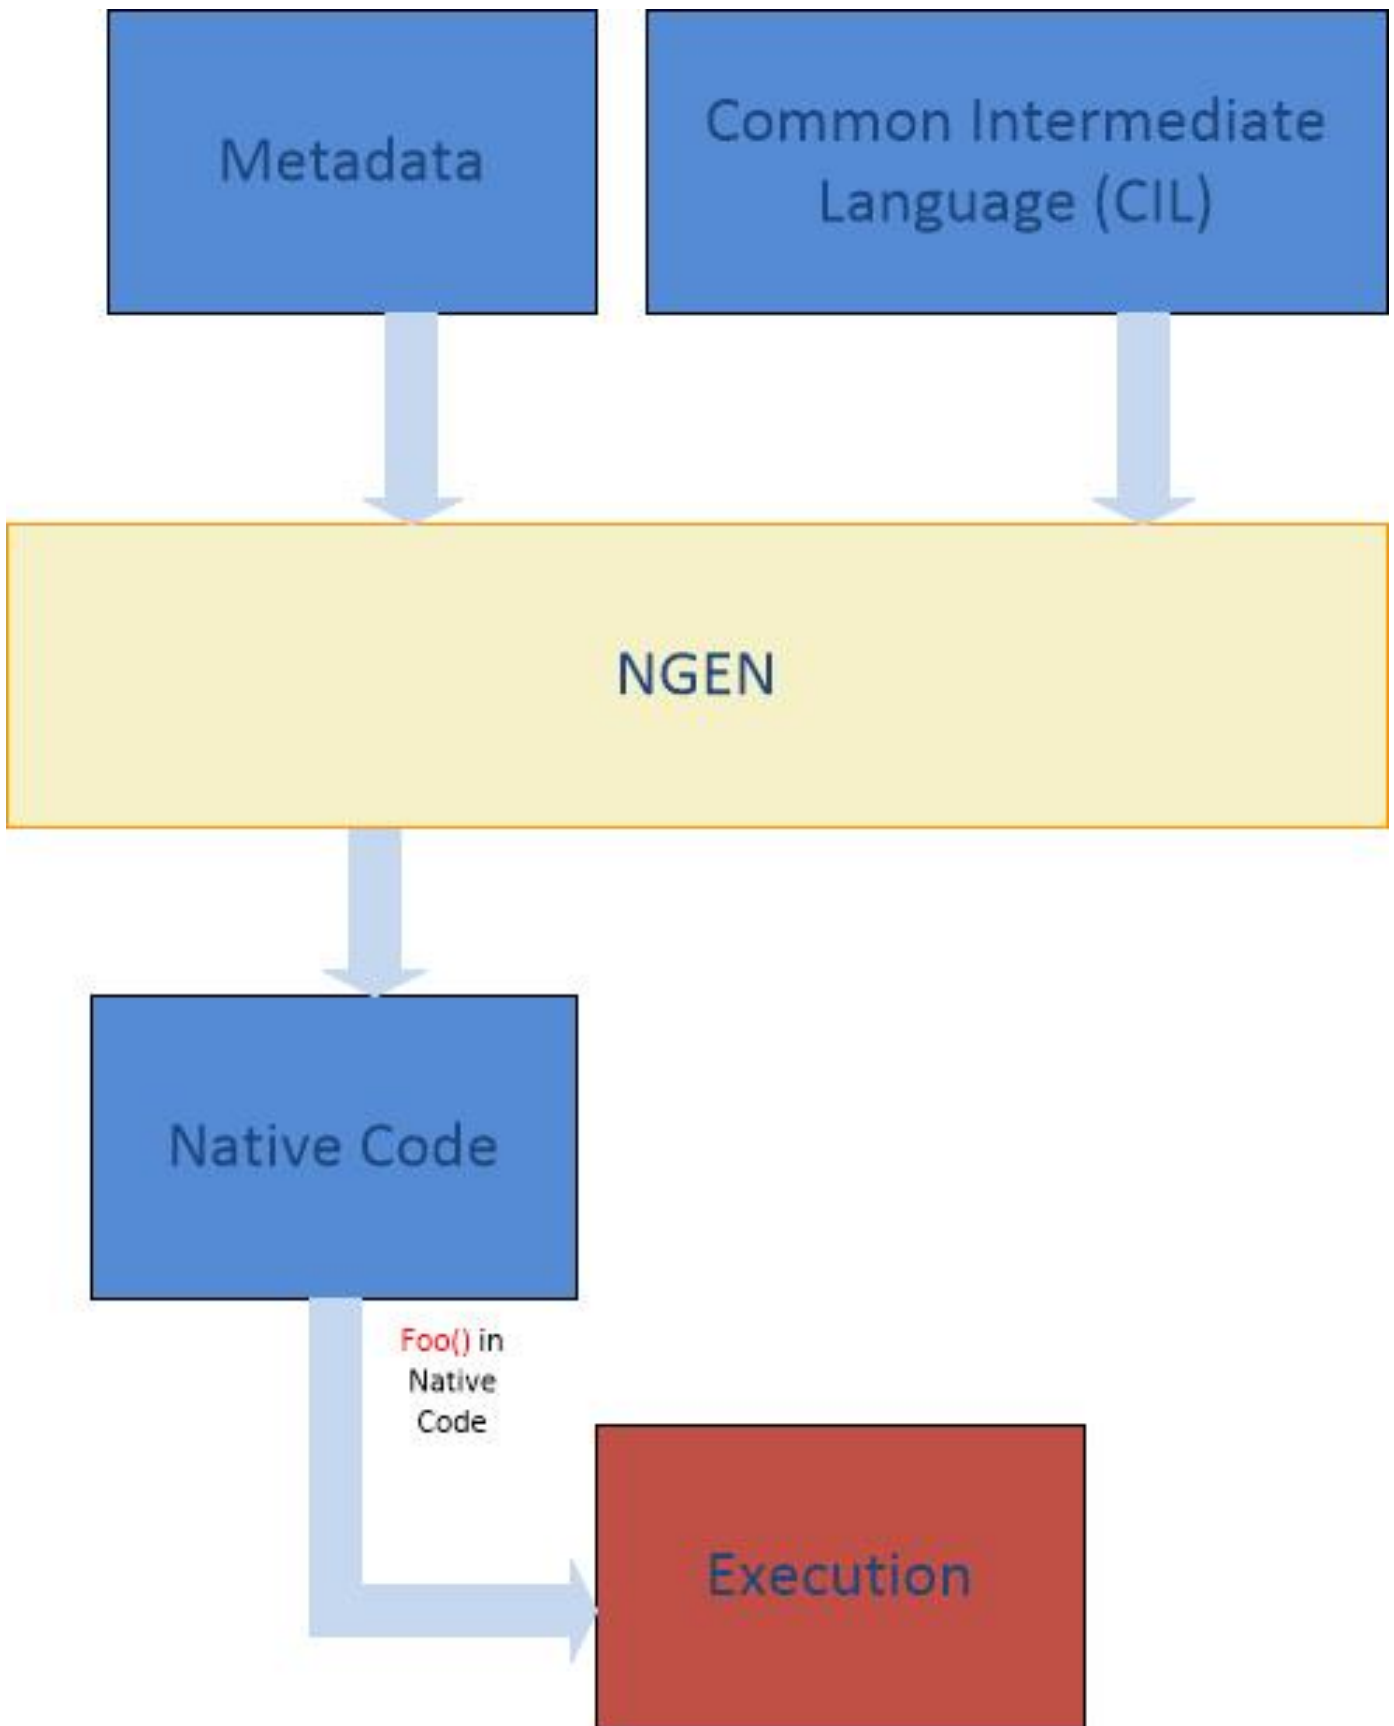 Metadata
Common Intermediate
Language (CIL)
NGEN
Native Code
Foo() in
Native
Code
Execution